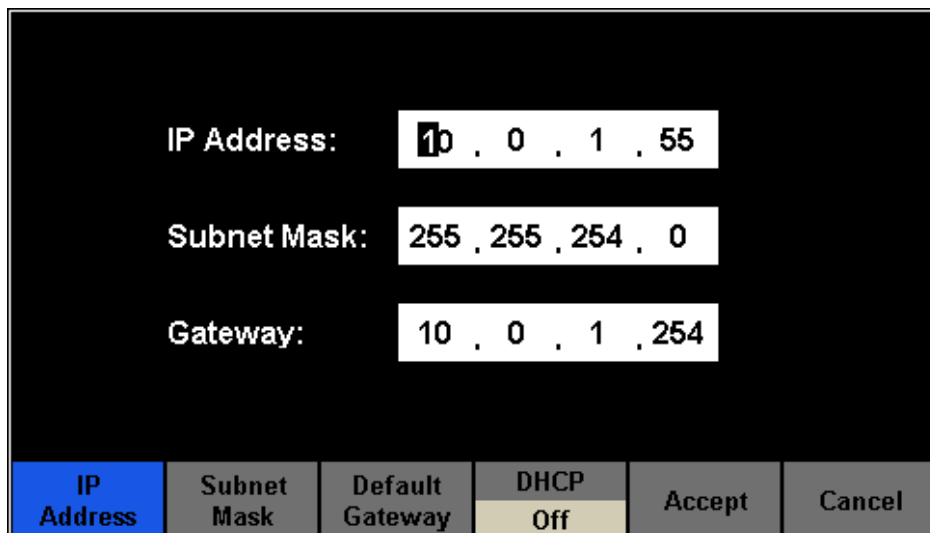 IP Address: 10 . 0 . 1 . 55
Subnet Mask: 255 . 255 . 254 . 0
Gateway: 10 . 0 . 1 . 254
IP Address
Subnet Mask
Default Gateway
DHCP Off
Accept
Cancel